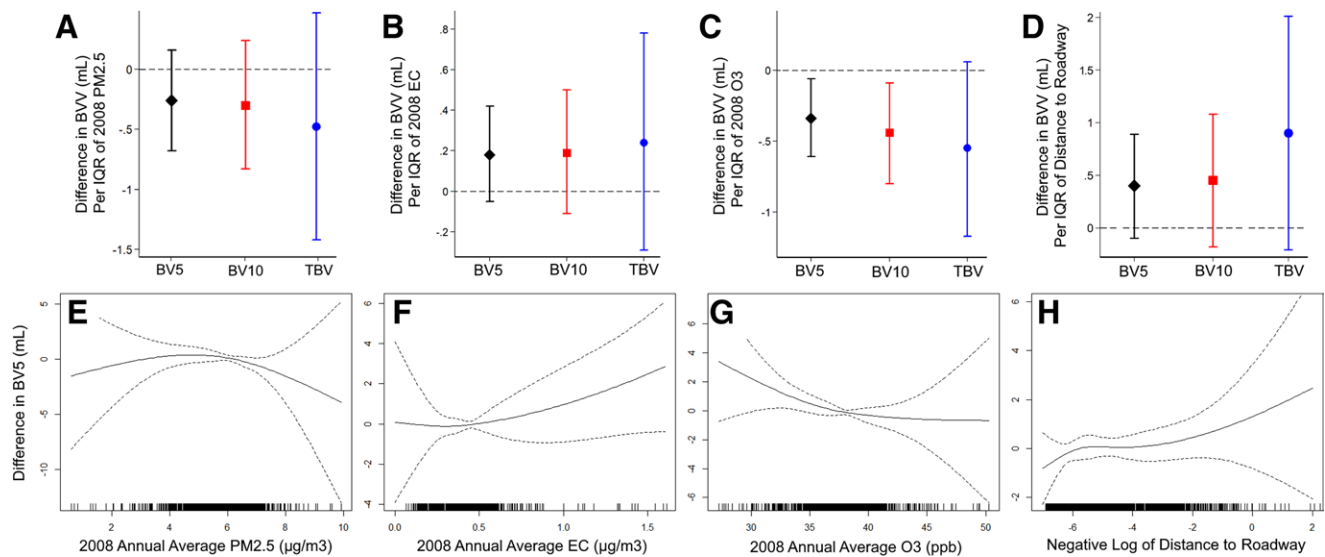 A
Difference in BVV (mL)
Per IQR of 2008 PM2.5
0
-.5
-1
-1.5
BV5 BV10 TBV
B
Difference in BVV (mL)
Per IQR of 2008 EC
.8
.6
.4
.2
0
-.2
BV5 BV10 TBV
C
Difference in BVV (mL)
Per IQR of 2008 O3
0
-.5
-1
BV5 BV10 TBV
D
Difference in BVV (mL)
Per IQR of Distance to Roadway
2
1.5
1
.5
0
BV5 BV10 TBV
E
Difference in BV5 (mL)
5
0
-5
-10
2 4 6 8 10
2008 Annual Average PM2.5 (µg/m3)
F
6
4
2
0
-2
-4
0.0 0.5 1.0 1.5
2008 Annual Average EC (µg/m3)
G
6
4
2
0
-2
-4
-6
30 35 40 45 50
2008 Annual Average O3 (ppb)
H
6
4
2
0
-2
-6 -4 -2 0 2
Negative Log of Distance to Roadway